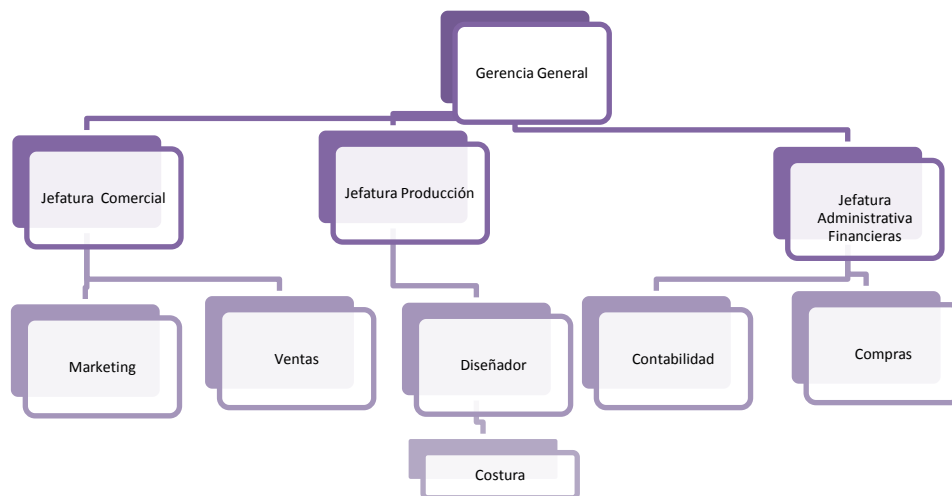 Gerencia General
Jefatura Comercial
Jefatura Producción
Jefatura
Administrativa
Financieras
Marketing
Ventas
Diseñador
Contabilidad
Compras
Costura